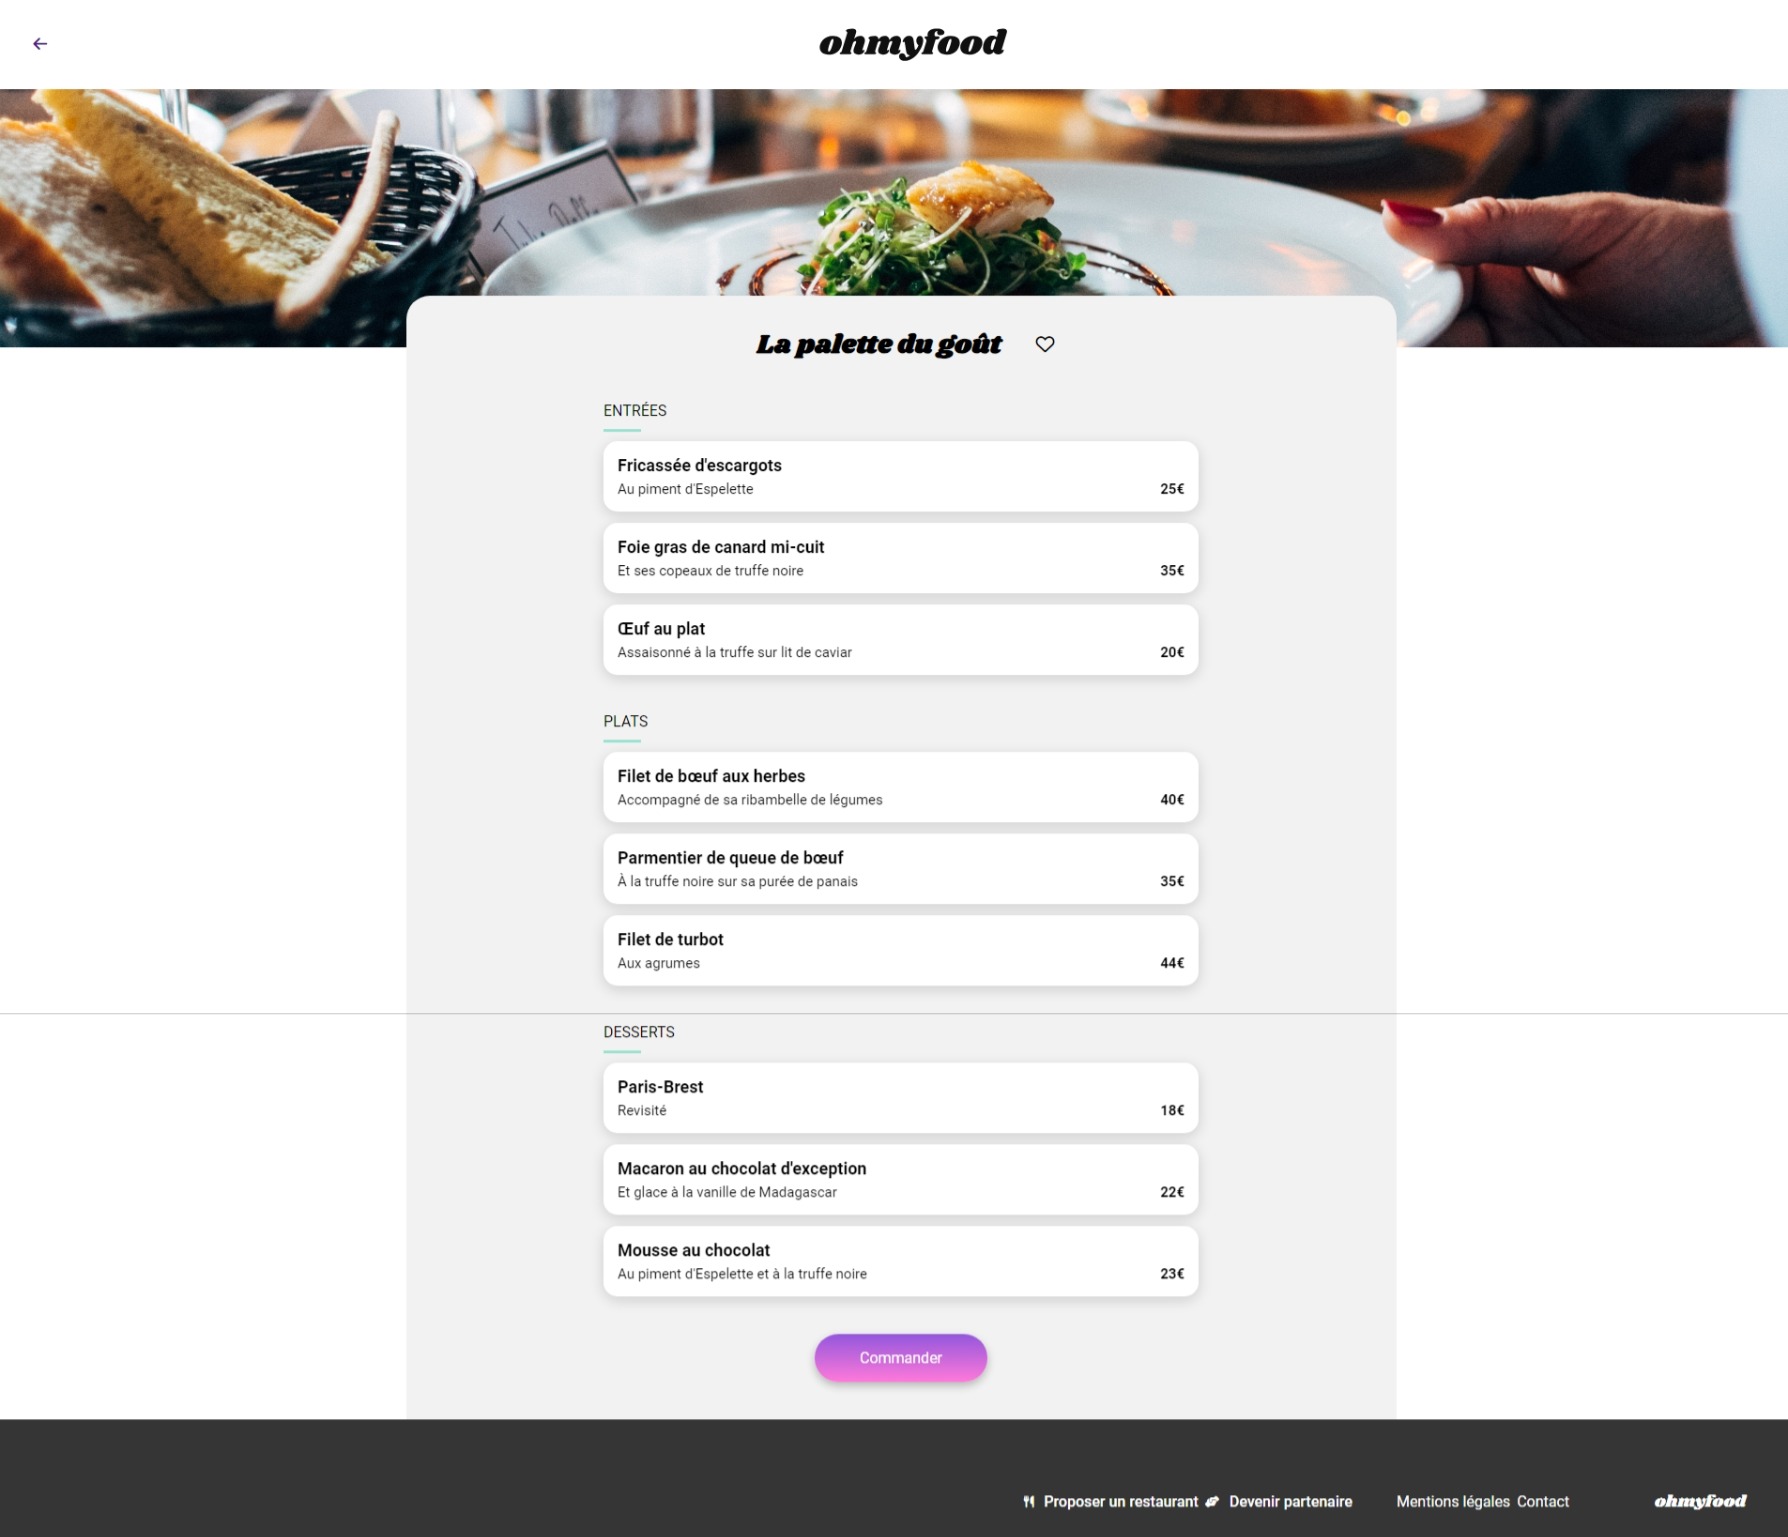 ohmyfood
La palette du goût
ENTRÉES
Fricassée d'escargots
Au piment d'Espelette
25€
Foie gras de canard mi-cuit
Et ses copeaux de truffe noire
35€
Œuf au plat
Assaisonné à la truffe sur lit de caviar
20€
PLATS
Filet de bœuf aux herbes
Accompagné de sa ribambelle de légumes
40€
Parmentier de queue de bœuf
À la truffe noire sur sa purée de panais
35€
Filet de turbot
Aux agrumes
44€
DESSERTS
Paris-Brest
Revisité
18€
Macaron au chocolat d'exception
Et glace à la vanille de Madagascar
22€
Mousse au chocolat
Au piment d'Espelette et à la truffe noire
23€
Commander
Proposer un restaurant Devenir partenaire Mentions légales Contact ohmyfood